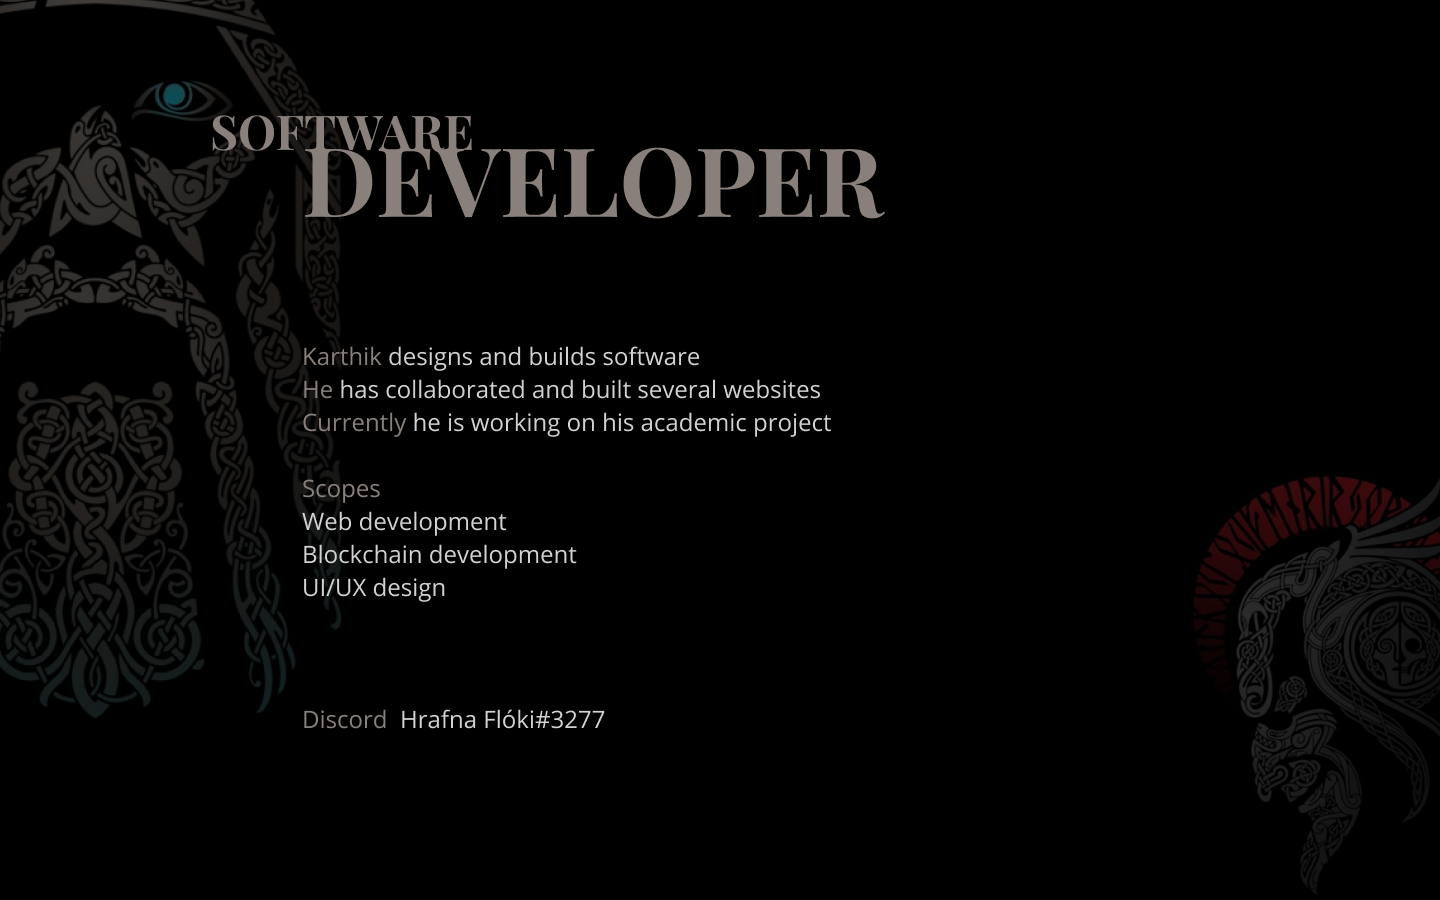 SOFTWARE
DEVELOPER
Karthik designs and builds software
He has collaborated and built several websites
Currently he is working on his academic project
Scopes
Web development
Blockchain development
UI/UX design
Discord Hrafna Flóki#3277